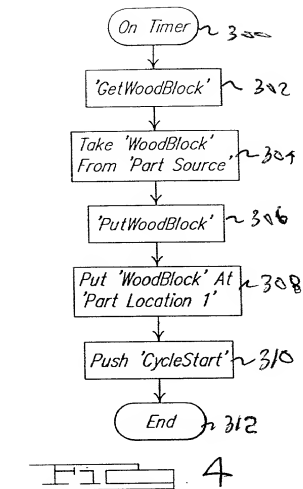 On Timer 300
'GetWoodBlock' 302
Take 'WoodBlock' 304
From 'Part Source'
'PutWoodBlock' 306
Put 'WoodBlock' At 308
'Part Location 1'
Push 'CycleStart' 310
End 312
Fig 4